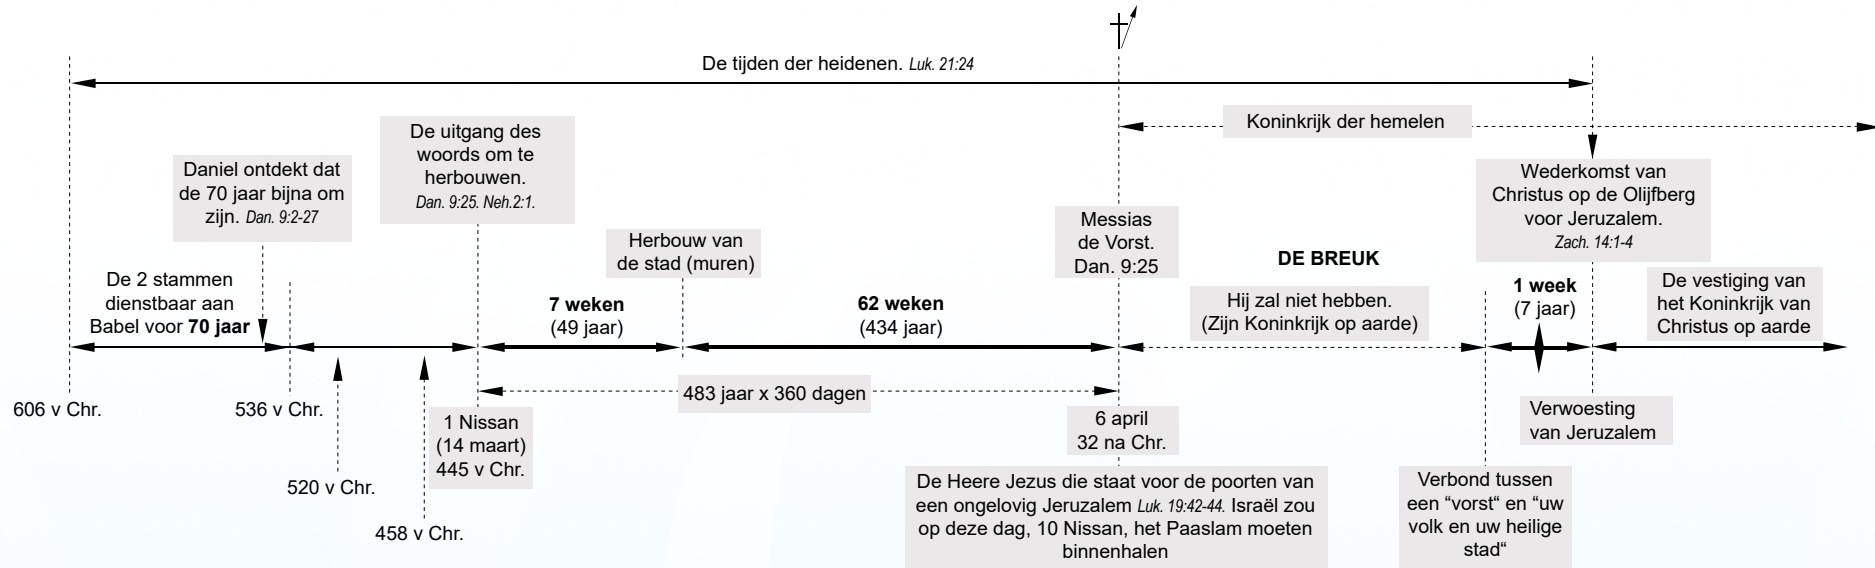 De tijden der heidenen. Luk. 21:24
Koninkrijk der hemelen
De uitgang des
woords om te
herbouwen.
Dan. 9:25. Neh.2:1.
Daniel ontdekt dat
de 70 jaar bijna om
zijn. Dan. 9:2-27
Wederkomst van
Christus op de Olijfberg
voor Jeruzalem.
Zach. 14:1-4
Messias
de Vorst.
Dan. 9:25
Herbouw van
de stad (muren)
DE BREUK
De 2 stammen
dienstbaar aan
Babel voor 70 jaar
7 weken
(49 jaar)
62 weken
(434 jaar)
Hij zal niet hebben.
(Zijn Koninkrijk op aarde)
1 week
(7 jaar)
De vestiging van
het Koninkrijk van
Christus op aarde
483 jaar x 360 dagen
606 v Chr.
536 v Chr.
520 v Chr.
458 v Chr.
1 Nissan
(14 maart)
445 v Chr.
6 april
32 na Chr.
Verwoesting
van Jeruzalem
De Heere Jezus die staat voor de poorten van
een ongelovig Jeruzalem Luk. 19:42-44. Israël zou
op deze dag, 10 Nissan, het Paaslam moeten
binnenhalen
Verbond tussen
een “vorst“ en “uw
volk en uw heilige
stad“